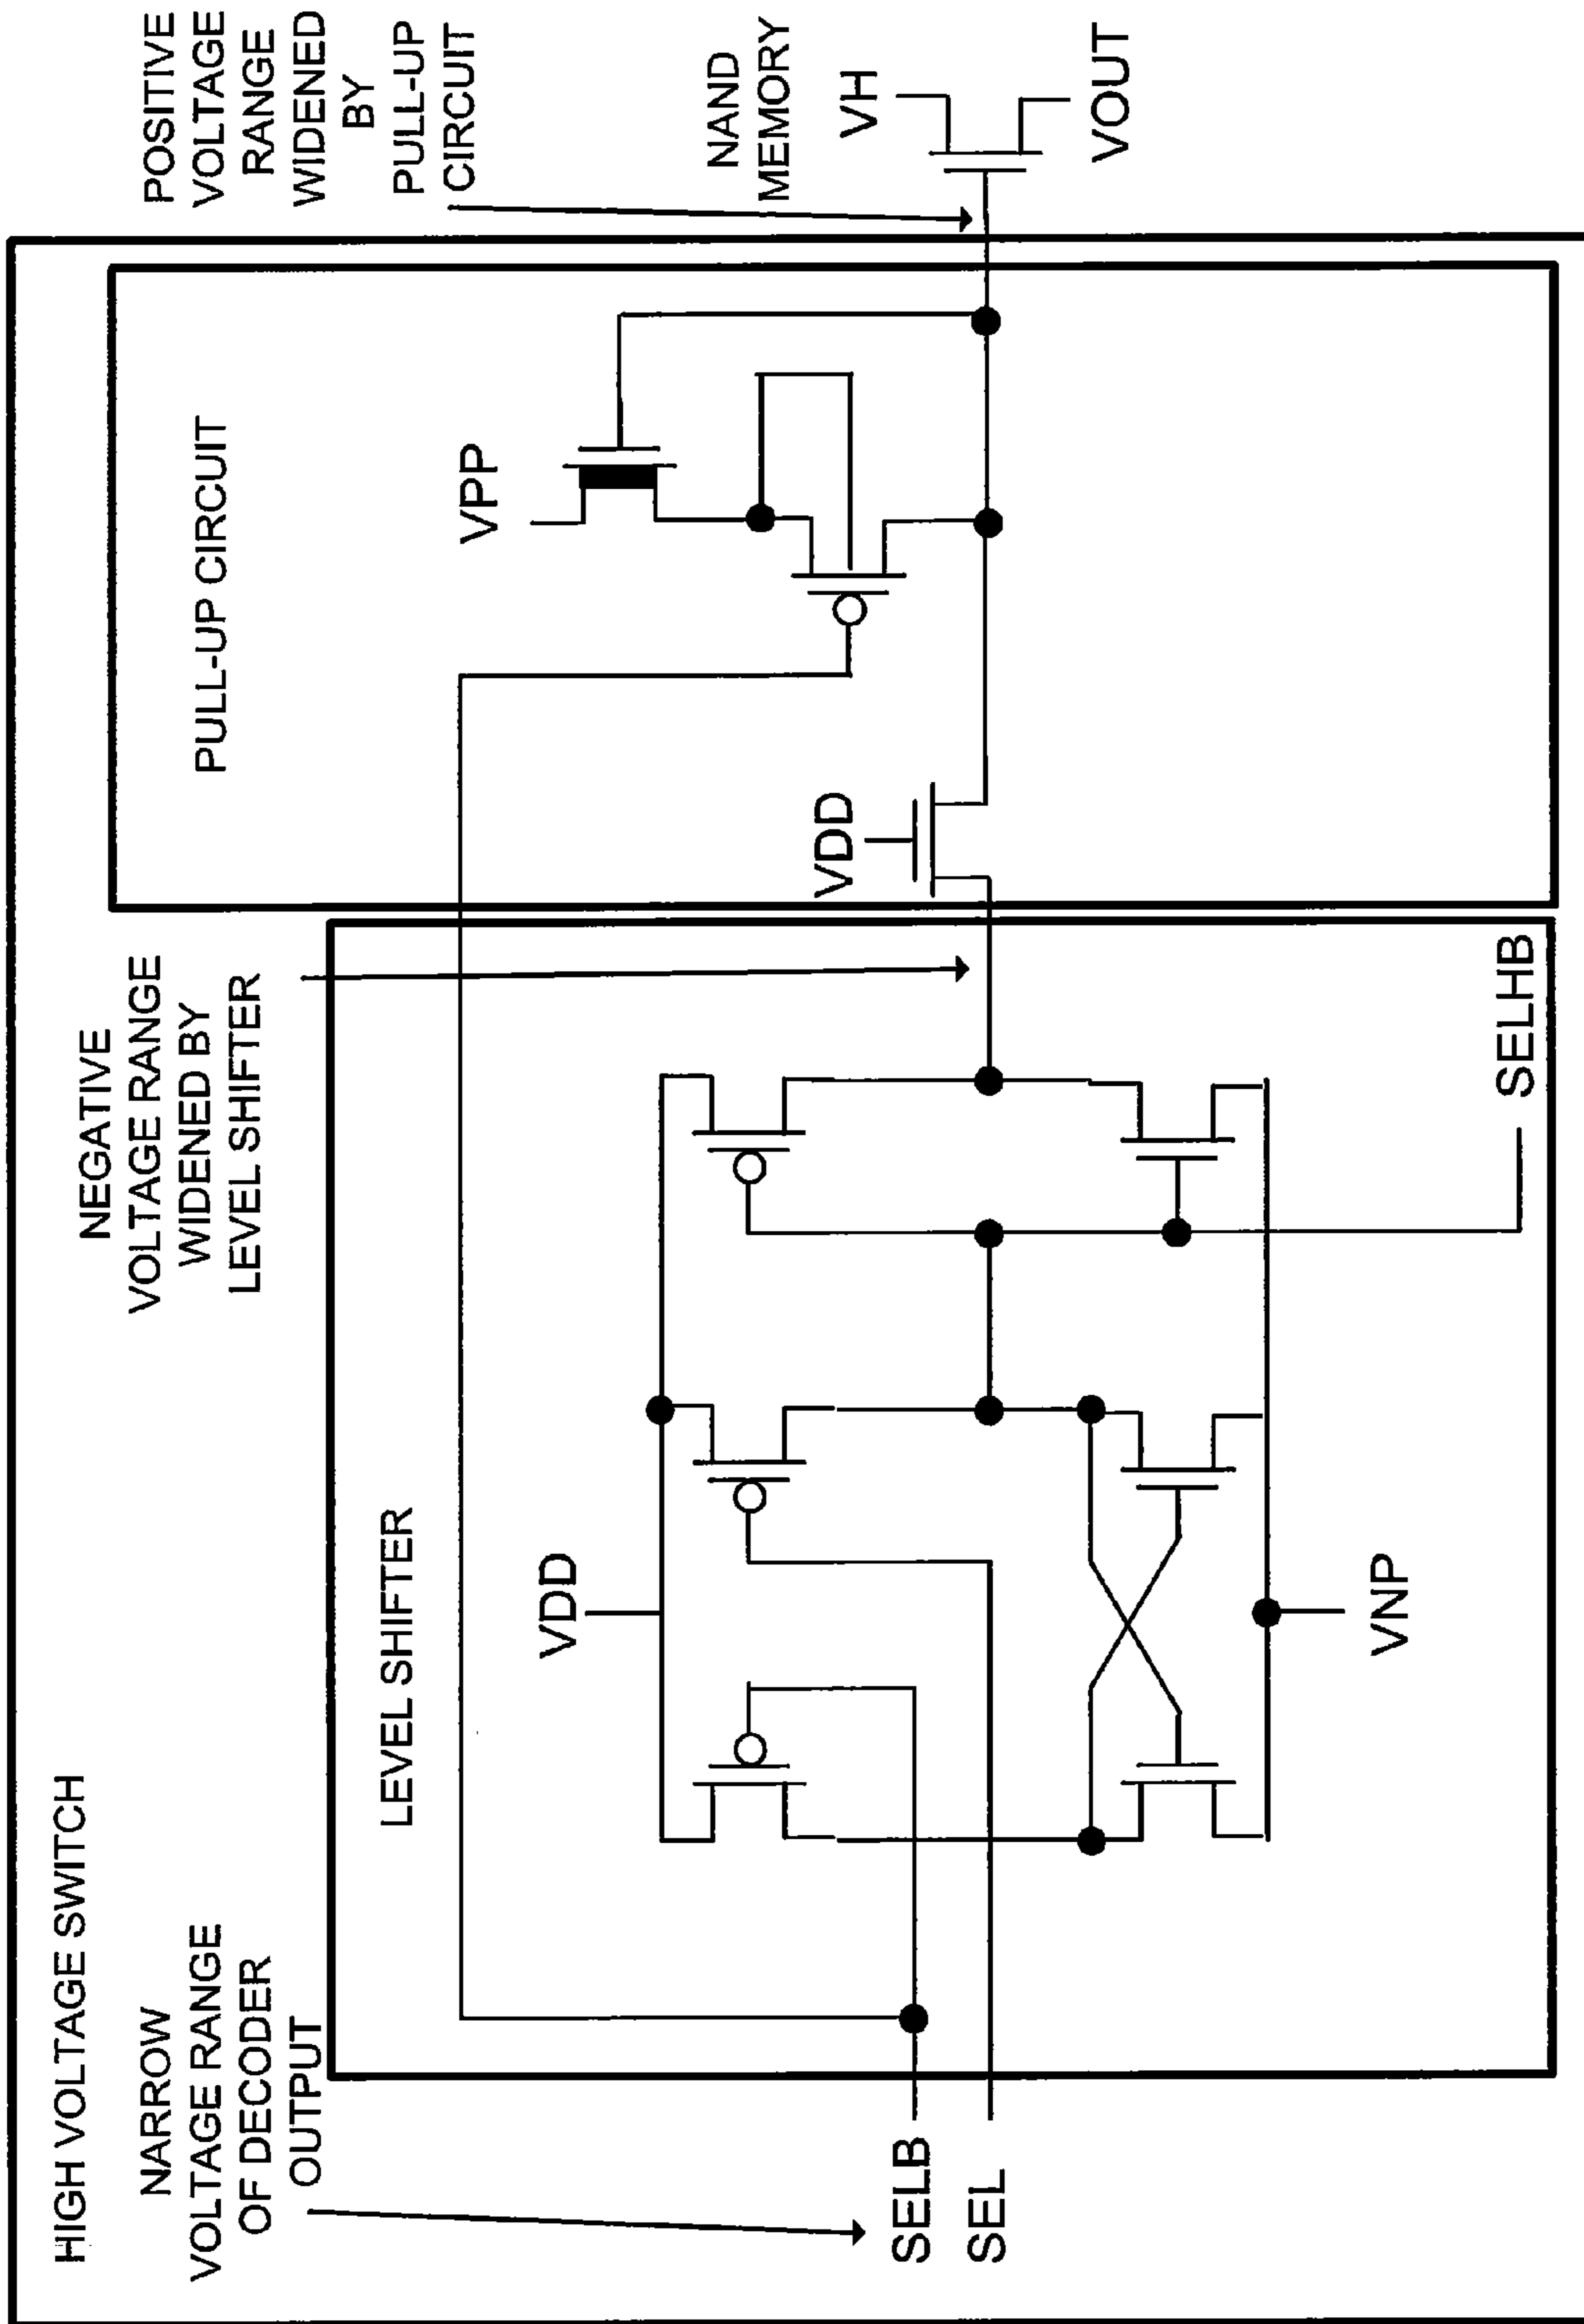 HIGH VOLTAGE SWITCH
NARROW
VOLTAGE RANGE
OF DECODER
OUTPUT
SELB
SEL
LEVEL SHIFTER
VDD
VNP
SELHB
NEGATIVE
VOLTAGE RANGE
WIDENED BY
LEVEL SHIFTER
PULL-UP CIRCUIT
VDD
VPP
POSITIVE
VOLTAGE
RANGE
WIDENED
BY
PULL-UP
CIRCUIT
NAND
MEMORY
VH
VOUT